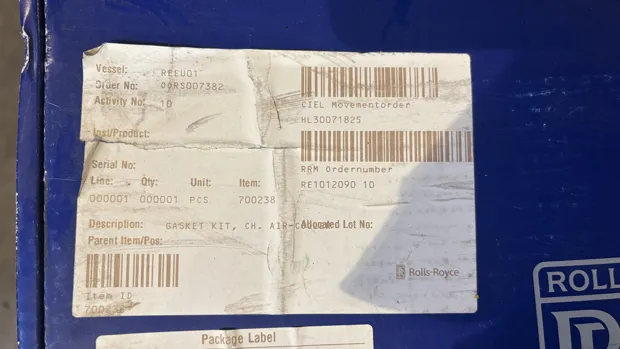 Vessel: REEU01
Order No: 00RS007382
Activity No: 10
CIEL Movementorder
HL30071825
Inst/Product:
RRM Ordernumber
RE101209D 10
Serial No:
Line: Qty: Unit: Item:
000001 000001 PCS 700238
Description: GASKET KIT, CH. AIR- Allocated Lot No:
Parent Item/Pos:
Rolls-Royce
Item ID
Package Label
ROLL